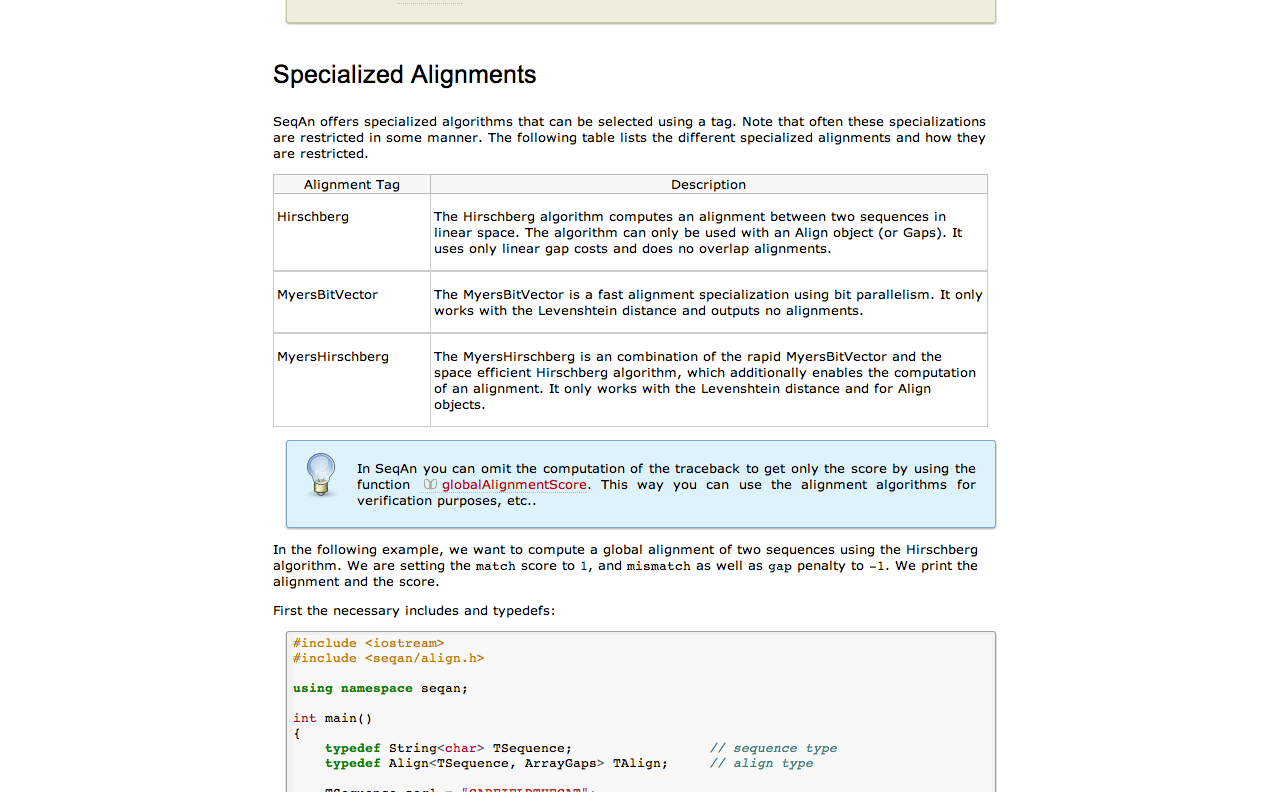 Specialized Alignments
SeqAn offers specialized algorithms that can be selected using a tag. Note that often these specializations
are restricted in some manner. The following table lists the different specialized alignments and how they
are restricted.
Alignment Tag Description
Hirschberg The Hirschberg algorithm computes an alignment between two sequences in
linear space. The algorithm can only be used with an Align object (or Gaps). It
uses only linear gap costs and does no overlap alignments.
MyersBitVector The MyersBitVector is a fast alignment specialization using bit parallelism. It only
works with the Levenshtein distance and outputs no alignments.
MyersHirschberg The MyersHirschberg is an combination of the rapid MyersBitVector and the
space efficient Hirschberg algorithm, which additionally enables the computation
of an alignment. It only works with the Levenshtein distance and for Align
objects.
In SeqAn you can omit the computation of the traceback to get only the score by using the
function globalAlignmentScore. This way you can use the alignment algorithms for
verification purposes, etc..
In the following example, we want to compute a global alignment of two sequences using the Hirschberg
algorithm. We are setting the match score to 1, and mismatch as well as gap penalty to -1. We print the
alignment and the score.
First the necessary includes and typedefs:
#include <iostream>
#include <seqan/align.h>
using namespace seqan;
int main()
{
typedef String<char> TSequence; // sequence type
typedef Align<TSequence, ArrayGaps> TAlign; // align type